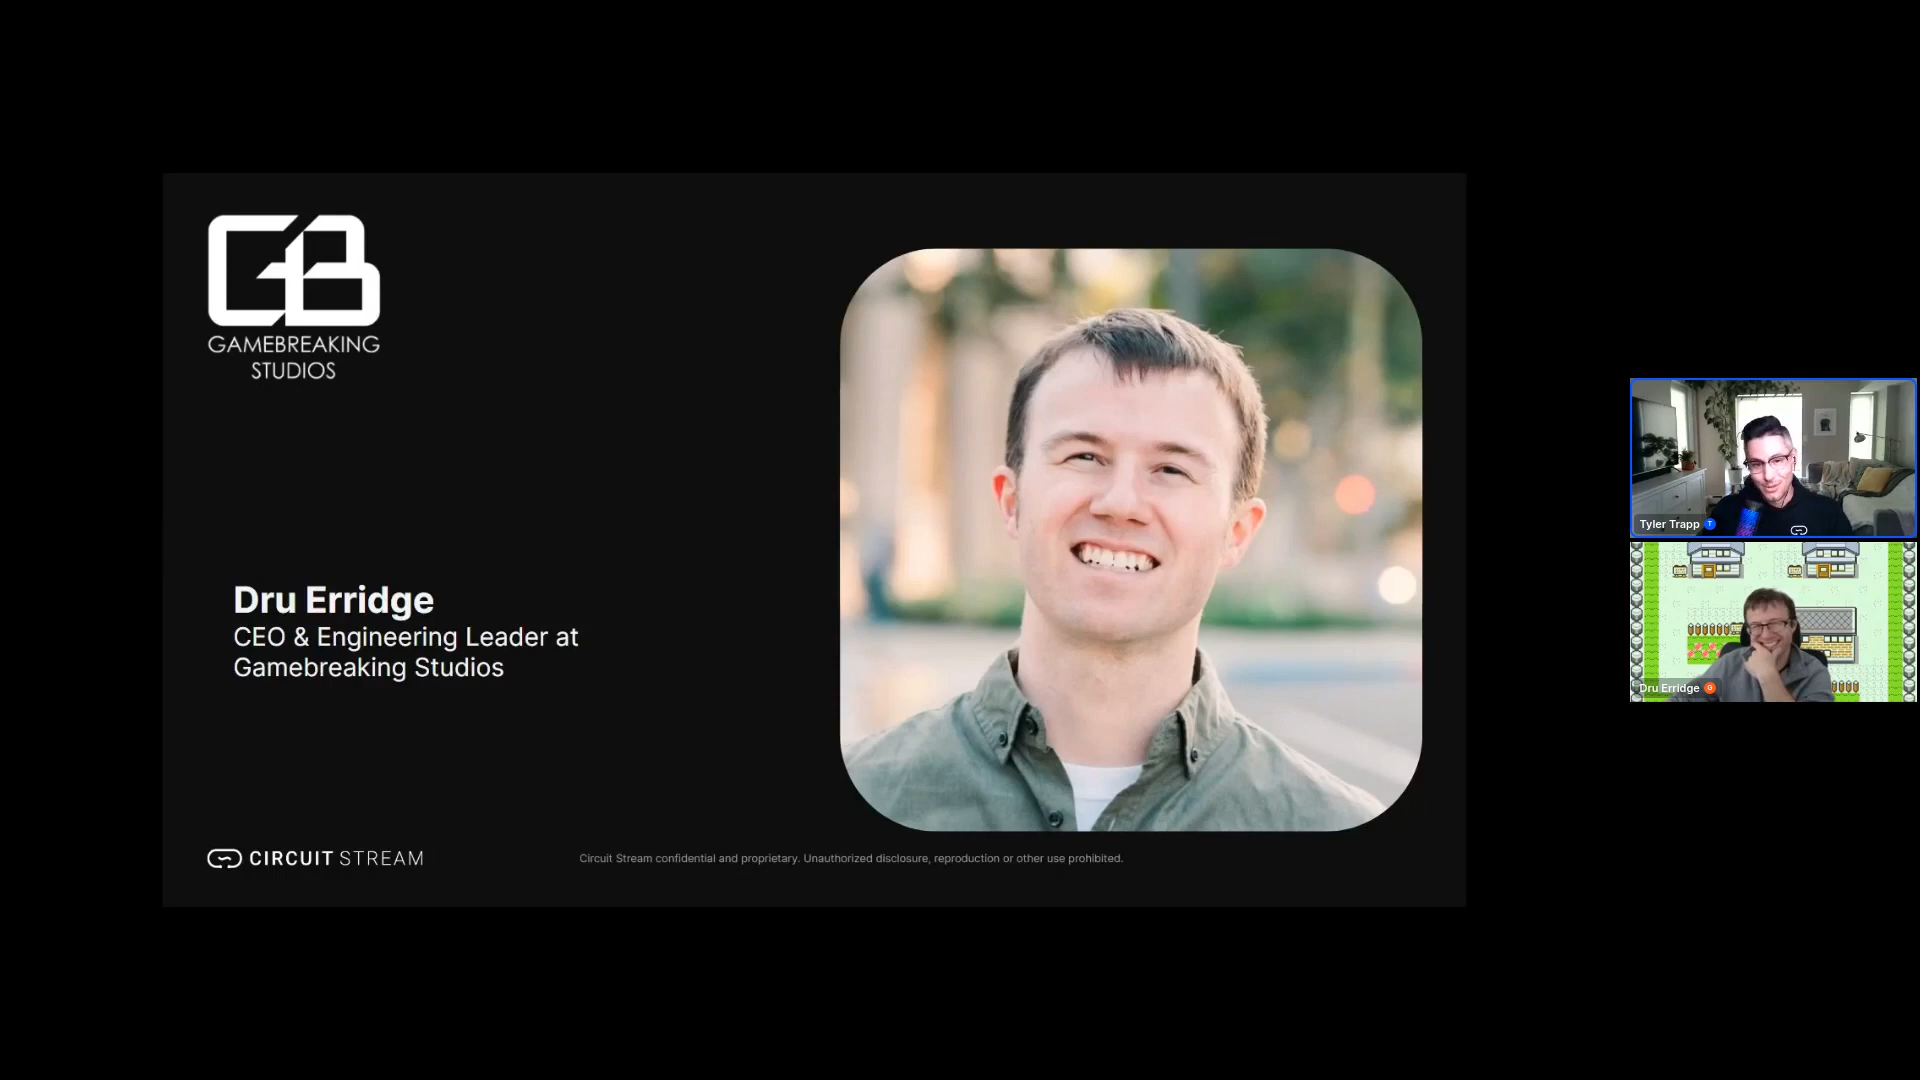 GB
GAMEBREAKING
STUDIOS
Dru Erridge
CEO & Engineering Leader at
Gamebreaking Studios
CIRCUIT STREAM
Circuit Stream confidential and proprietary. Unauthorized disclosure, reproduction or other use prohibited.
Tyler Trapp T
Dru Erridge G